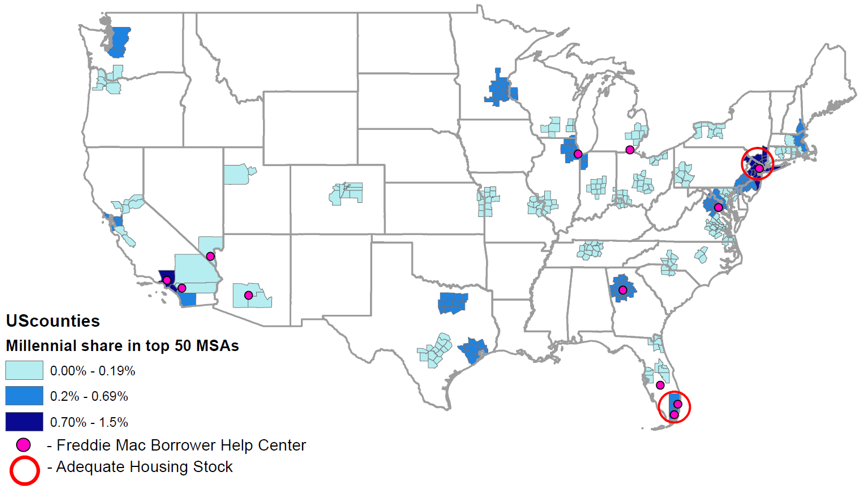 UScounties
Millennial share in top 50 MSAs
0.00% - 0.19%
0.2% - 0.69%
0.70% - 1.5%
- Freddie Mac Borrower Help Center
- Adequate Housing Stock